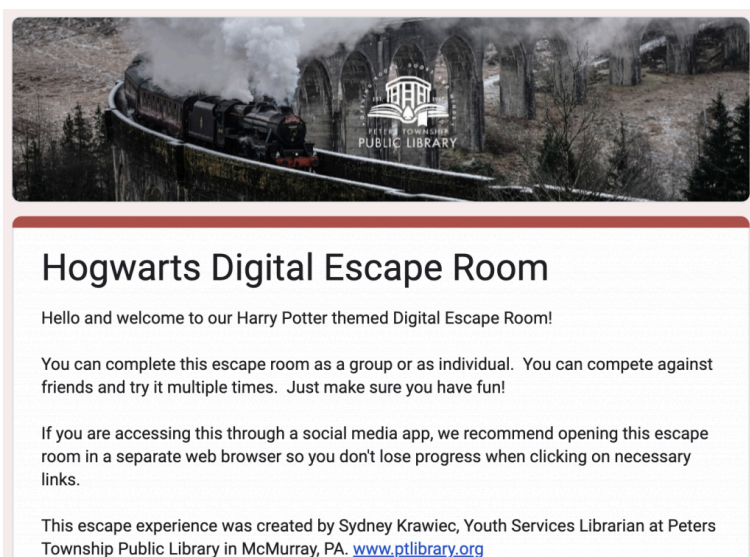 PETERS TOWNSHIP
PUBLIC LIBRARY
Hogwarts Digital Escape Room
Hello and welcome to our Harry Potter themed Digital Escape Room!
You can complete this escape room as a group or as individual.  You can compete against
friends and try it multiple times.  Just make sure you have fun!
If you are accessing this through a social media app, we recommend opening this escape
room in a separate web browser so you don't lose progress when clicking on necessary
links.
This escape experience was created by Sydney Krawiec, Youth Services Librarian at Peters
Township Public Library in McMurray, PA. www.ptlibrary.org